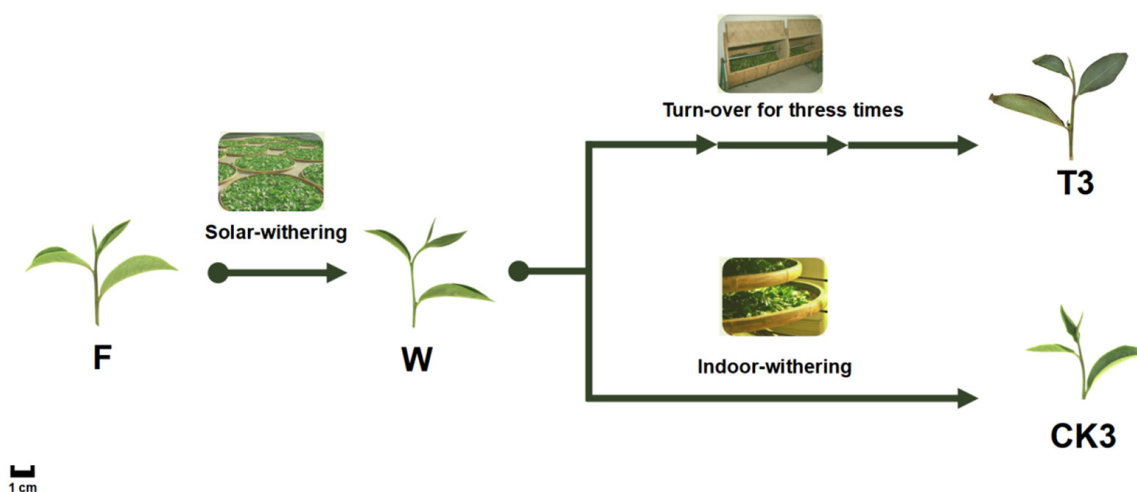 Turn-over for thress times
T3
Solar-withering
F
W
Indoor-withering
CK3
1 cm